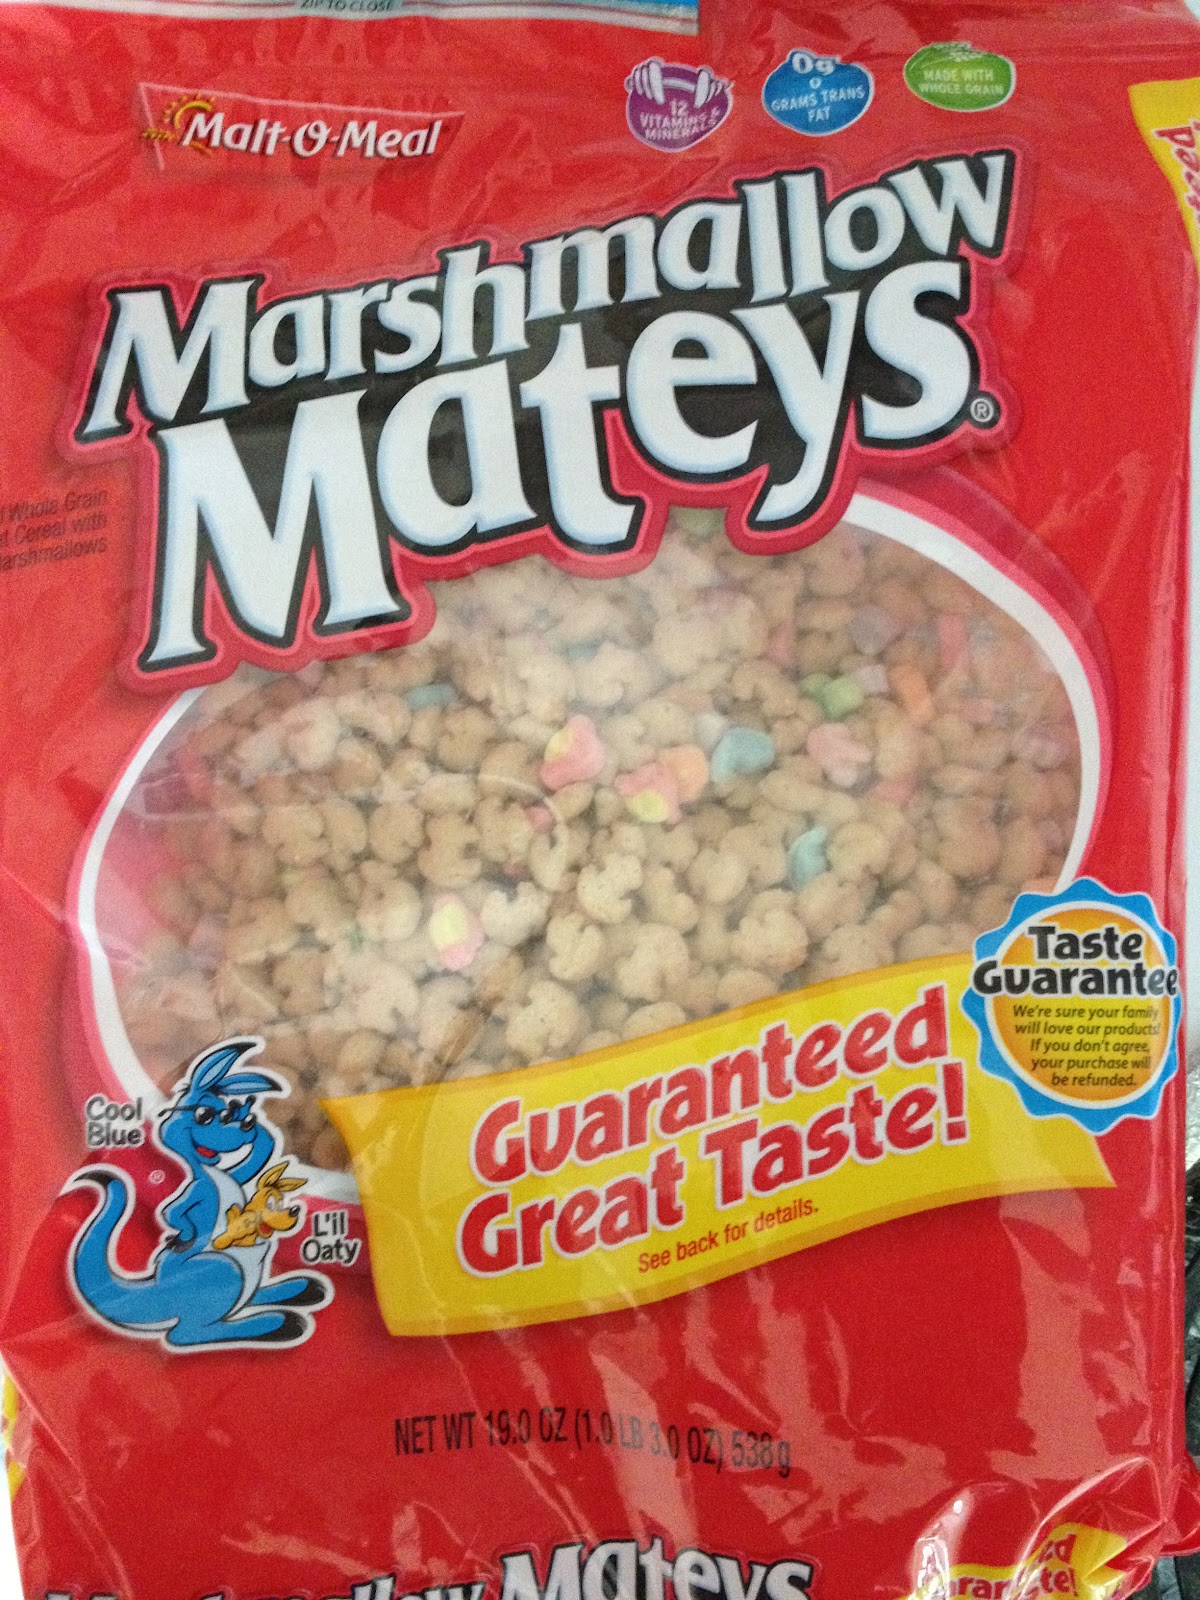 ZIP TO CLOSE
Malt-O-Meal
12
VITAMINS &
MINERALS
0g
0
GRAMS TRANS
FAT
MADE WITH
WHOLE GRAIN
Marshmallow
Mateys®
Whole Grain
Cereal with
Marshmallows
Taste
Guarantee
We're sure your family
will love our products!
If you don't agree,
your purchase will
be refunded.
Guaranteed
Great Taste!
See back for details.
Cool
Blue
®
L'il
Oaty
NET WT 19.0 OZ (1.0 LB 3.0 OZ) 538g
Marshmallow Mateys